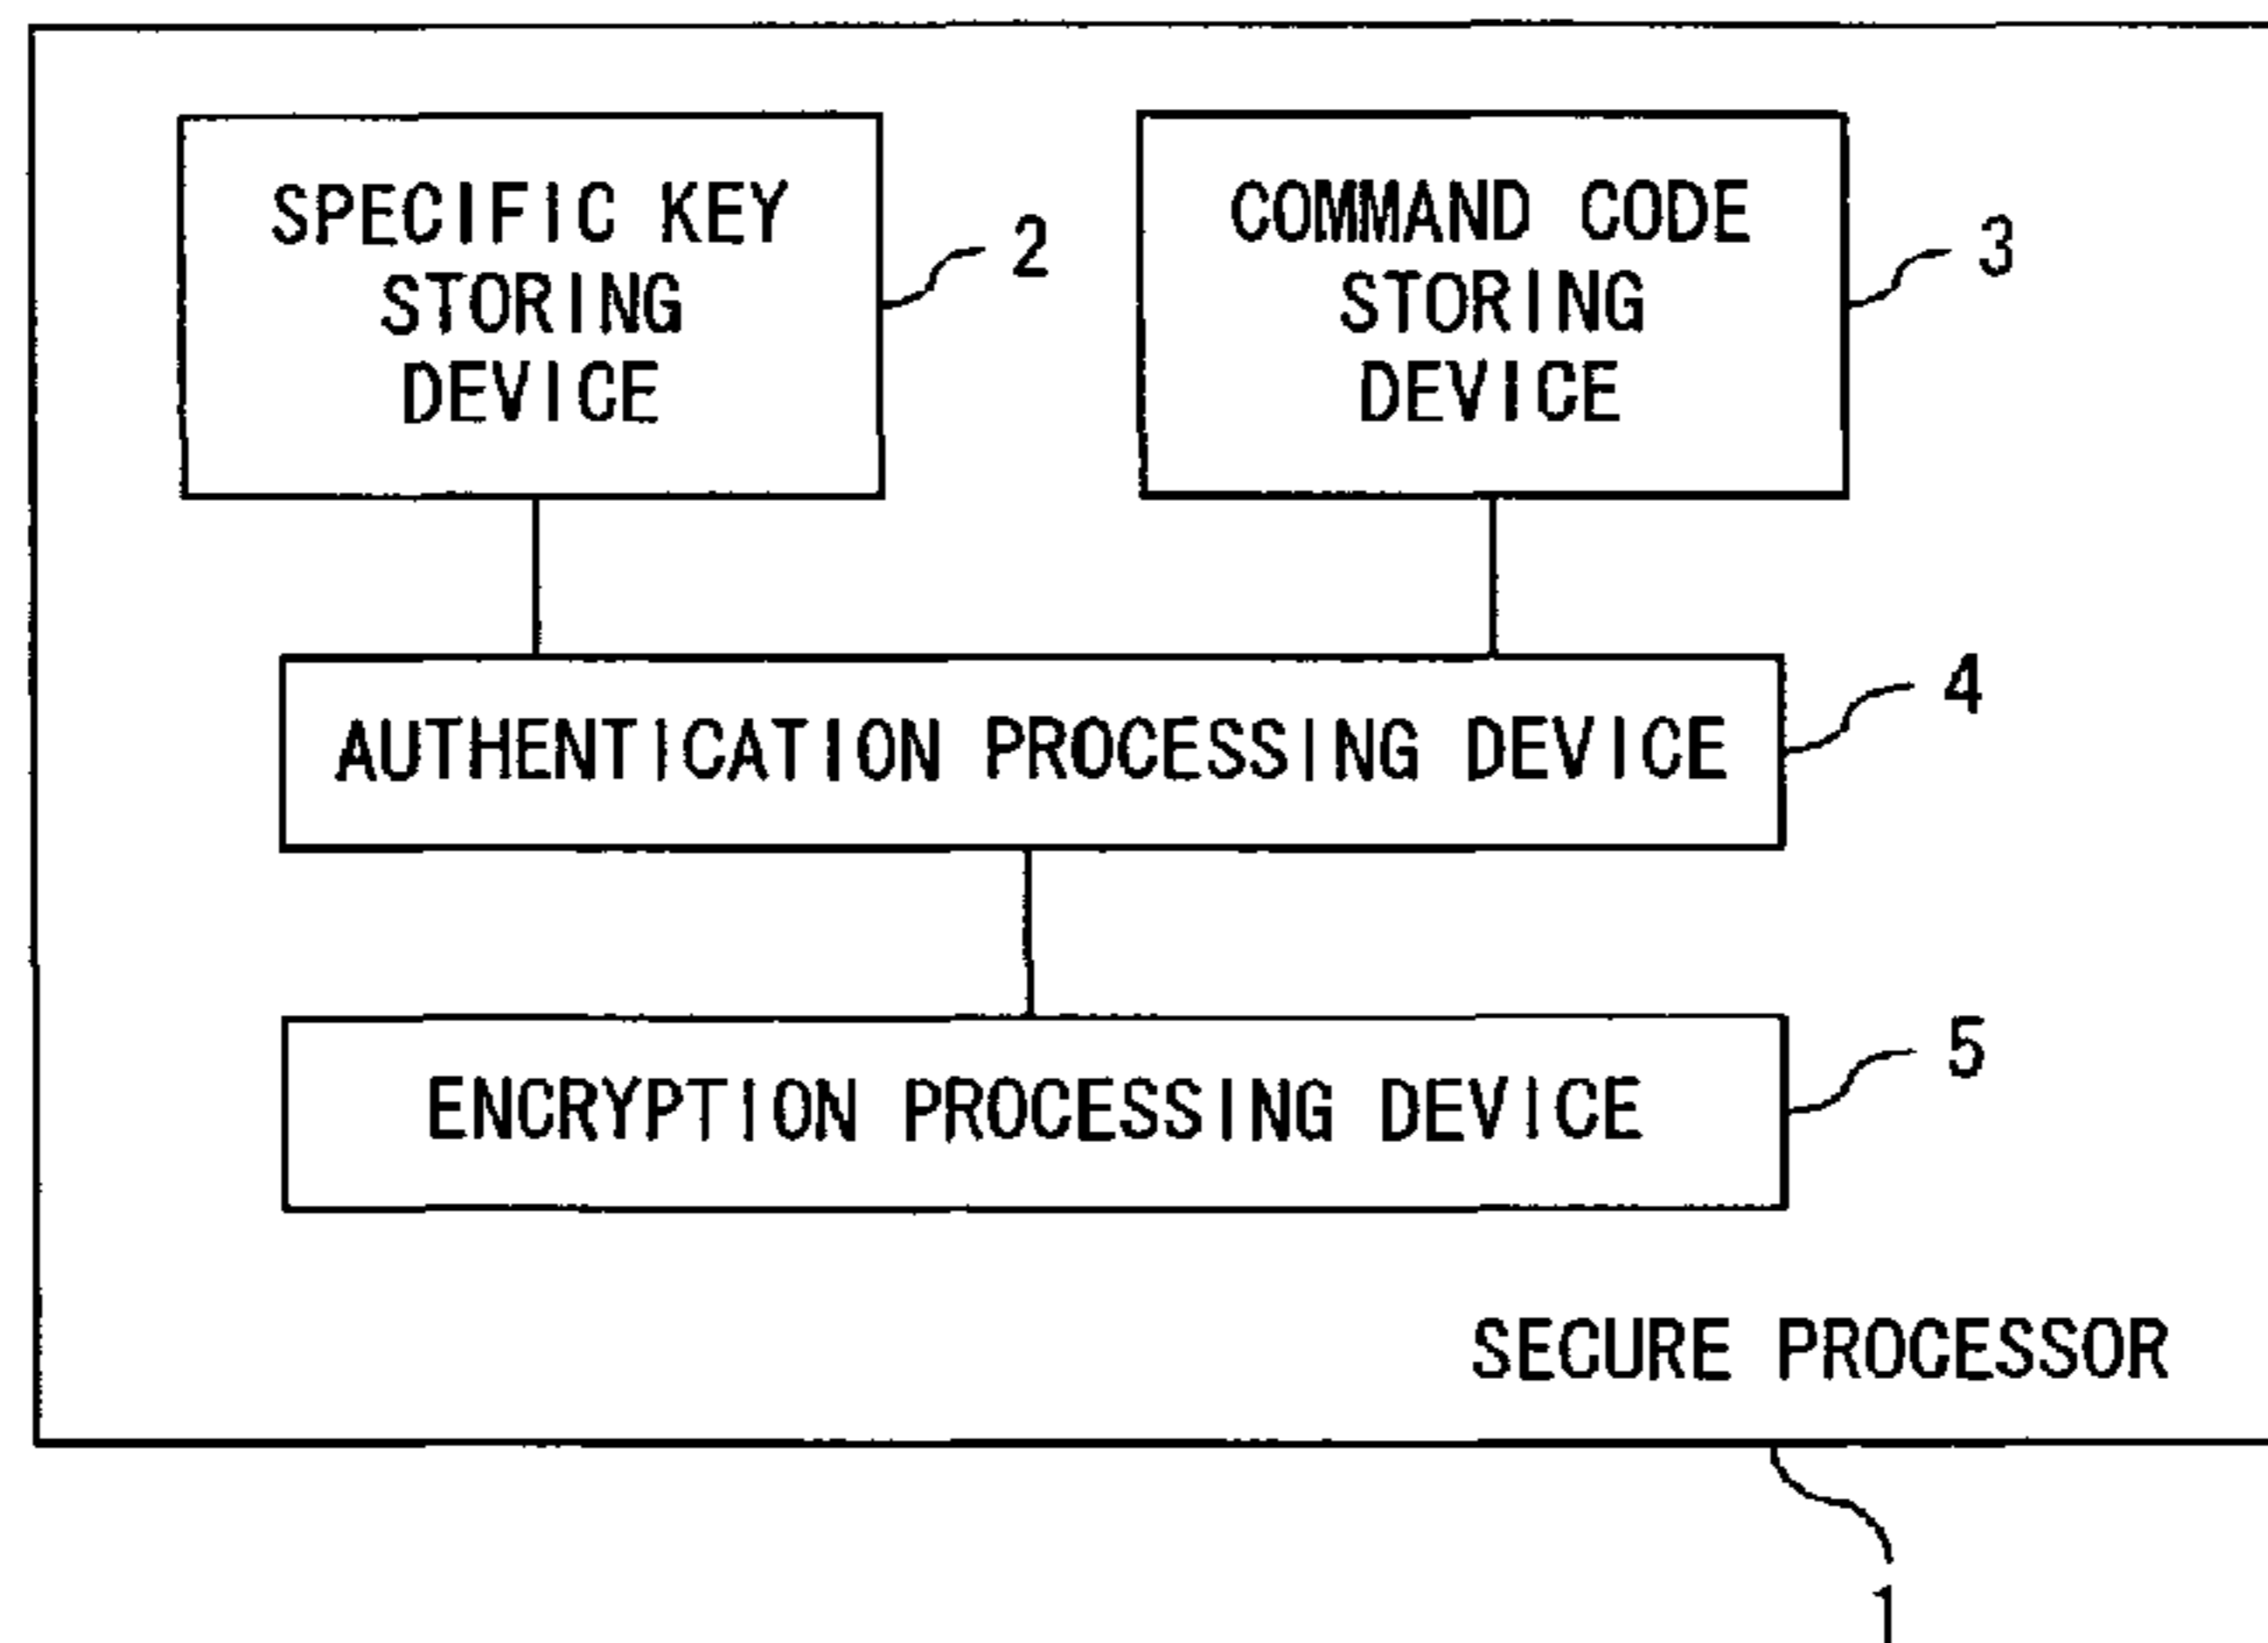 SPECIFIC KEY
STORING
DEVICE
2
COMMAND CODE
STORING
DEVICE
3
AUTHENTICATION PROCESSING DEVICE
4
ENCRYPTION PROCESSING DEVICE
5
SECURE PROCESSOR
1